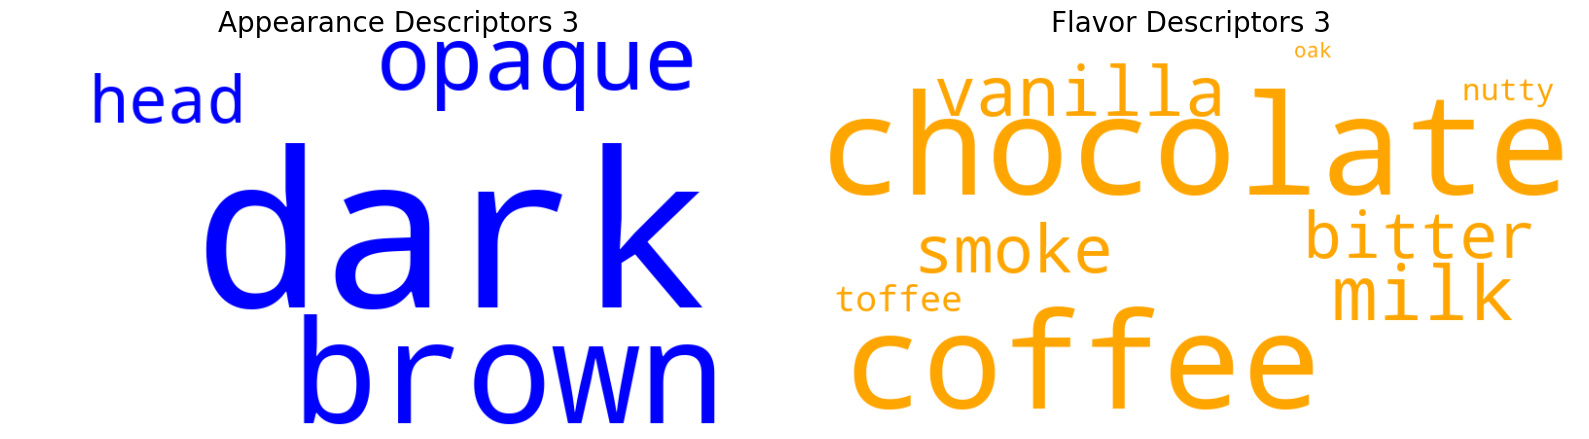 Appearance Descriptors 3
opaque
head
dark
brown
Flavor Descriptors 3
oak
vanilla
nutty
chocolate
bitter
smoke
milk
toffee
coffee